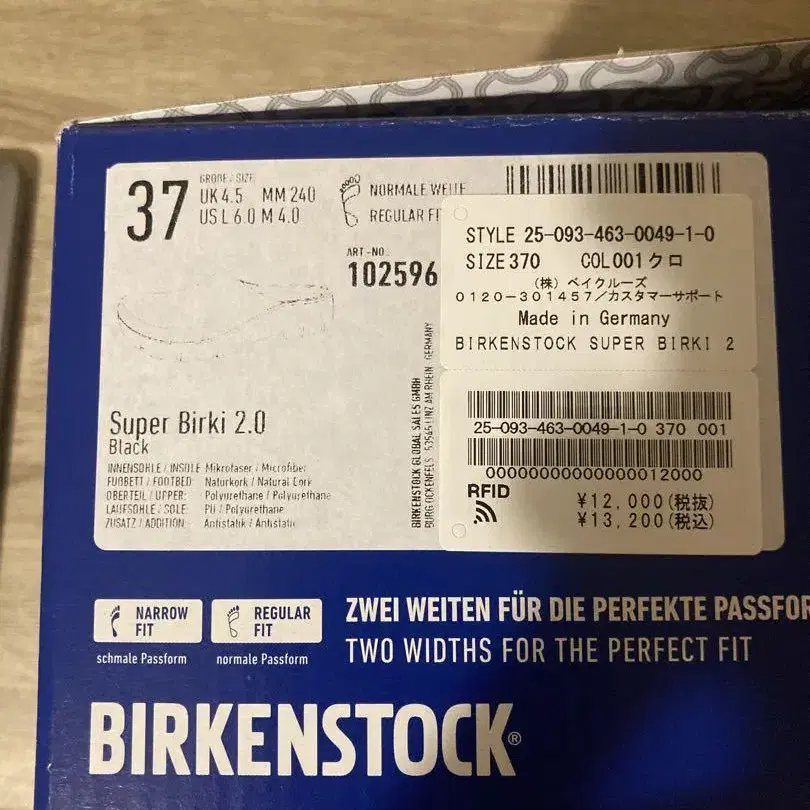 37
GRÖßE / SIZE
UK 4.5 MM 240
US L 6.0 M 4.0
NORMALE WEITE
REGULAR FIT
ART.-NO.
102596
Super Birki 2.0
Black
INNENSOHLE / INSOLE Mikrofaser / Microfiber
FUßBETT / FOOTBED: Naturkork / Natural Cork
OBERTEIL / UPPER: Polyurethane / Polyurethane
LAUFSOHLE / SOLE: PU / Polyurethane
ZUSATZ / ADDITION: Antistatik / Antistatic
BIRKENSTOCK GLOBAL SALES GMBH
GERMANY
STYLE 25-093-463-0049-1-0
SIZE 370 COL 001 クロ
(株) ベイクルーズ
0120-301457/カスタマーサポート
Made in Germany
BIRKENSTOCK SUPER BIRKI 2
25-093-463-0049-1-0 370 001
00000000000000012000
RFID
¥12,000(税抜)
¥13,200(税込)
NARROW FIT
schmale Passform
REGULAR FIT
normale Passform
ZWEI WEITEN FÜR DIE PERFEKTE PASSFOR
TWO WIDTHS FOR THE PERFECT FIT
BIRKENSTOCK®